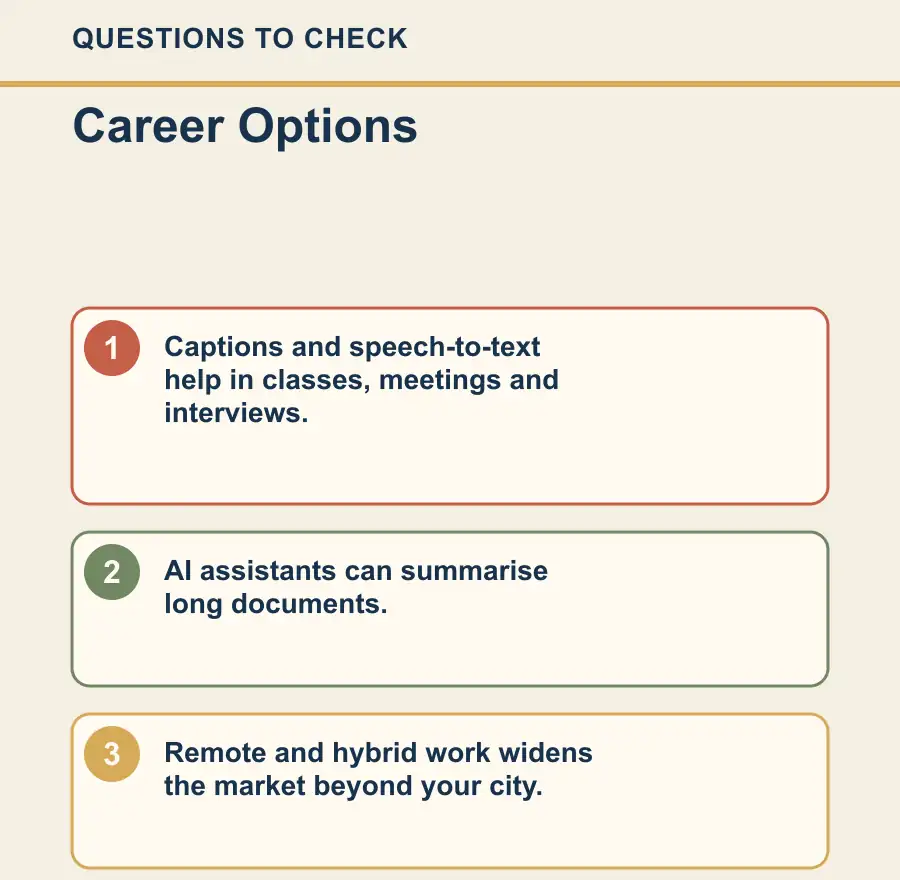 QUESTIONS TO CHECK
Career Options
1
Captions and speech-to-text
help in classes, meetings and
interviews.
2
AI assistants can summarise
long documents.
3
Remote and hybrid work widens
the market beyond your city.